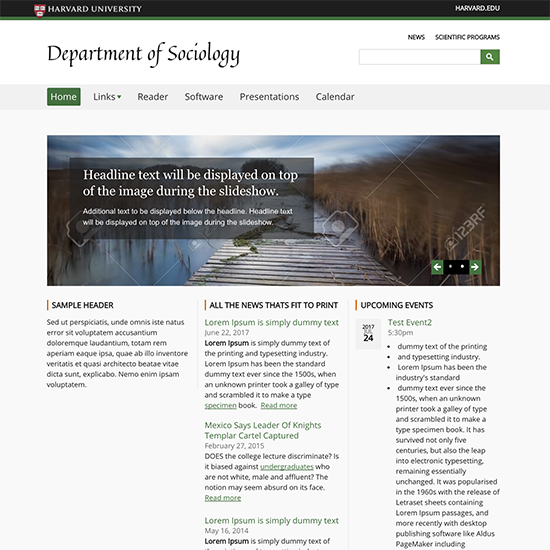 HARVARD UNIVERSITY
HARVARD.EDU
NEWS
SCIENTIFIC PROGRAMS
Department of Sociology
Home
Links
Reader
Software
Presentations
Calendar
Headline text will be displayed on top
of the image during the slideshow.
Additional text to be displayed below the headline. Headline text
will be displayed on top of the image during the slideshow.
123RF
SAMPLE HEADER
Sed ut perspiciatis, unde omnis iste natus
error sit voluptatem accusantium
doloremque laudantium, totam rem
aperiam eaque ipsa, quae ab illo inventore
veritatis et quasi architecto beatae vitae
dicta sunt, explicabo. Nemo enim ipsam
voluptatem.
ALL THE NEWS THATS FIT TO PRINT
Lorem Ipsum is simply dummy text
June 22, 2017
Lorem Ipsum is simply dummy text of
the printing and typesetting industry.
Lorem Ipsum has been the standard
dummy text ever since the 1500s, when
an unknown printer took a galley of type
and scrambled it to make a type
specimen book. Read more
Mexico Says Leader Of Knights
Templar Cartel Captured
February 27, 2015
DOES the college lecture discriminate? Is
it biased against undergraduates who
are not white, male and affluent? The
notion may seem absurd on its face.
Read more
Lorem Ipsum is simply dummy text
May 16, 2014
Lorem Ipsum is simply dummy text of
UPCOMING EVENTS
2017
JUL
24
Test Event2
5:30pm
dummy text of the printing
and typesetting industry.
Lorem Ipsum has been the
industry's standard
dummy text ever since the
1500s, when an unknown
printer took a galley of type
and scrambled it to make a
type specimen book. It has
survived not only five
centuries, but also the leap
into electronic typesetting,
remaining essentially
unchanged. It was popularised
in the 1960s with the release of
Letraset sheets containing
Lorem Ipsum passages, and
more recently with desktop
publishing software like Aldus
PageMaker including